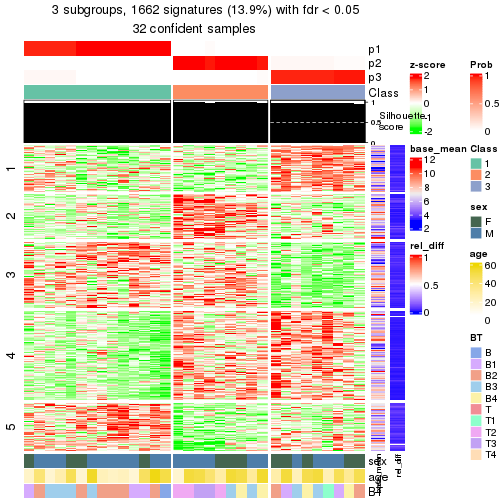 3 subgroups, 1662 signatures (13.9%) with fdr < 0.05
32 confident samples
p1
p2
p3
Class
1
0.5
0
Silhouette
score
1
2
3
4
5
sex
age
BT
base_mean
rel_diff
z-score
2
1
0
-1
-2
base_mean
12
10
8
6
4
2
rel_diff
1
0.5
0
Prob
1
0.5
0
Class
1
2
3
sex
F
M
age
60
40
20
0
BT
B
B1
B2
B3
B4
T
T1
T2
T3
T4